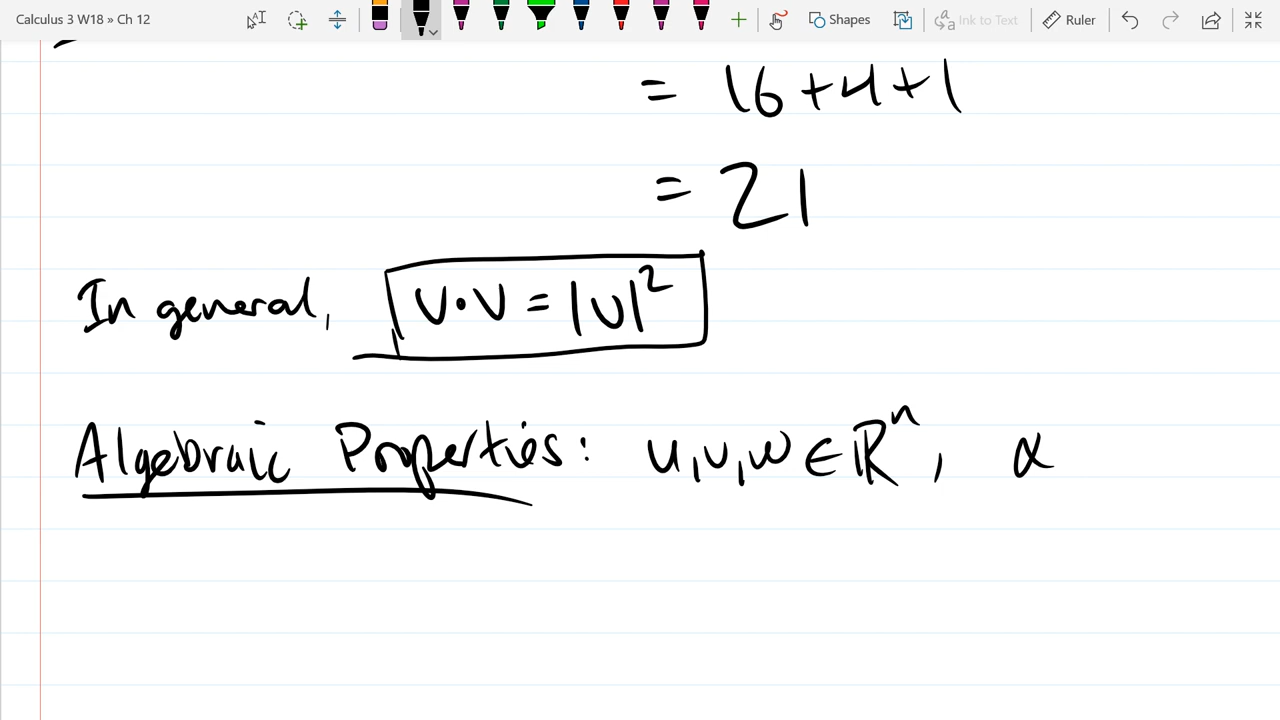 Calculus 3 W18 » Ch 12
Shapes
Ink to Text
Ruler
= 16+4+1
= 21
In general, v•v = |v|²
Algebraic Properties: u,v,w ∈ ℝⁿ, α